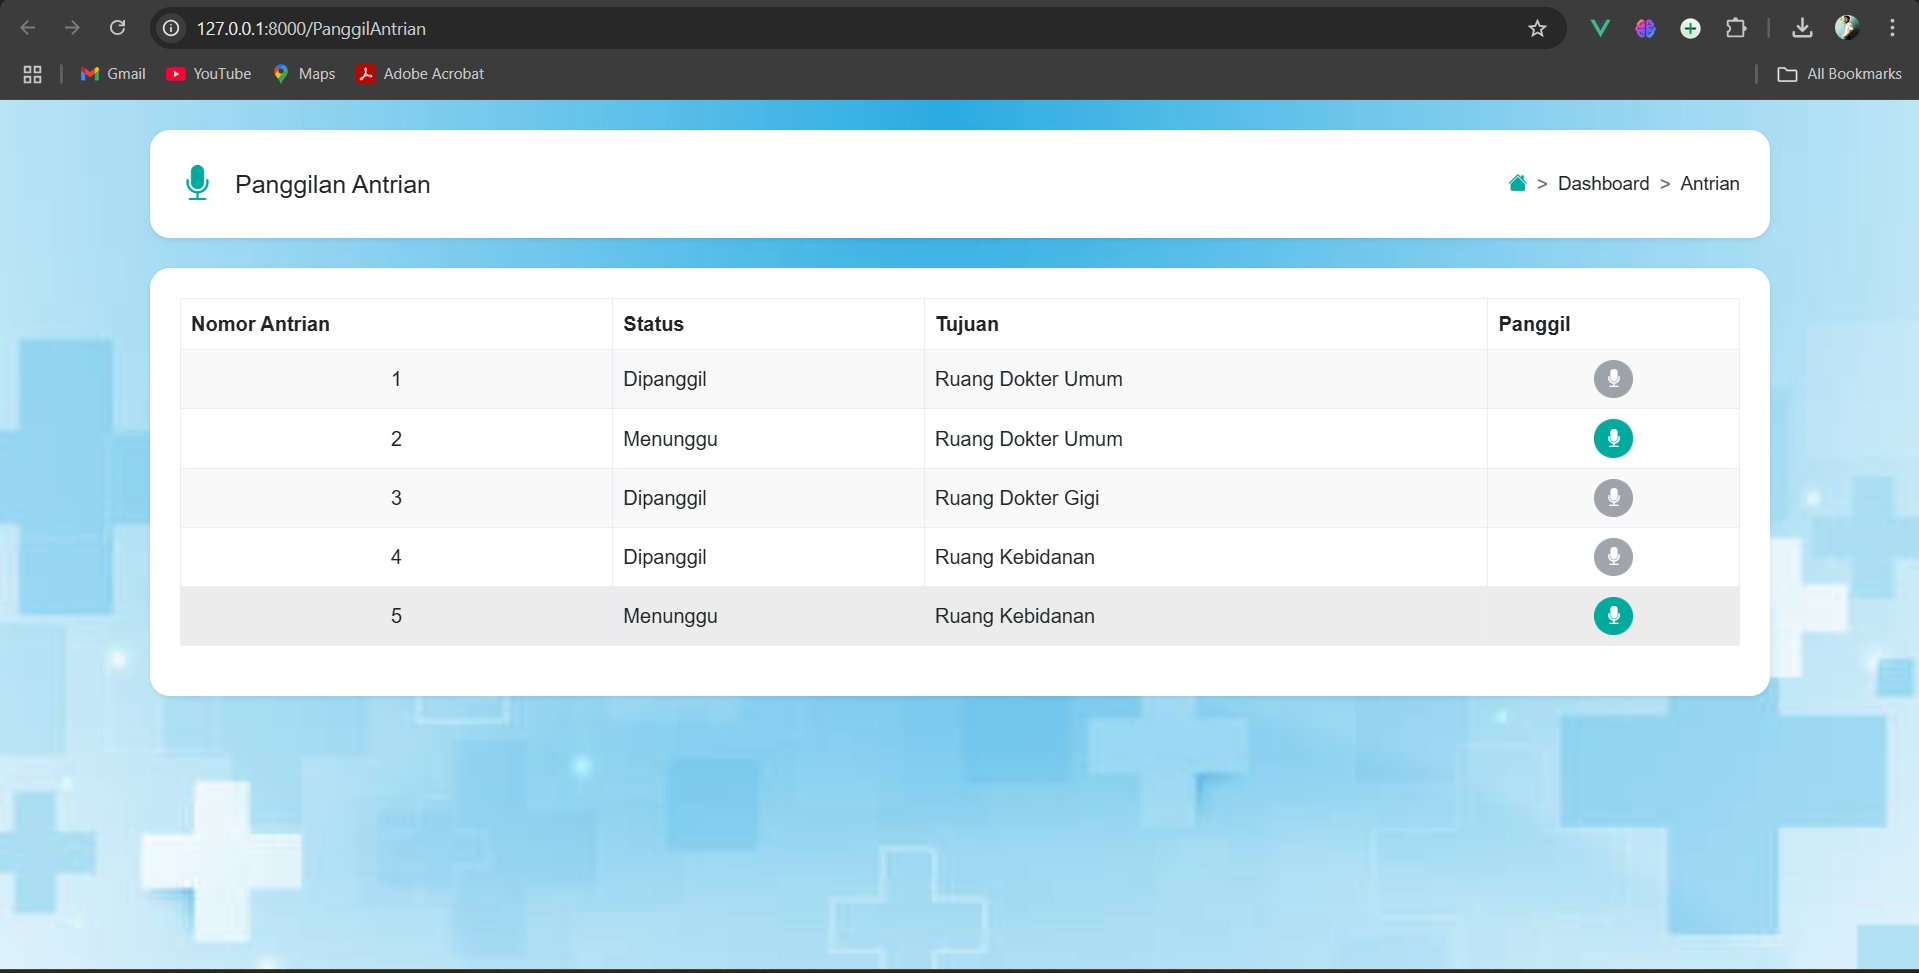 127.0.0.1:8000/PanggilAntrian
Gmail YouTube Maps Adobe Acrobat All Bookmarks
Panggilan Antrian
> Dashboard > Antrian
Nomor Antrian Status Tujuan Panggil
1 Dipanggil Ruang Dokter Umum
2 Menunggu Ruang Dokter Umum
3 Dipanggil Ruang Dokter Gigi
4 Dipanggil Ruang Kebidanan
5 Menunggu Ruang Kebidanan